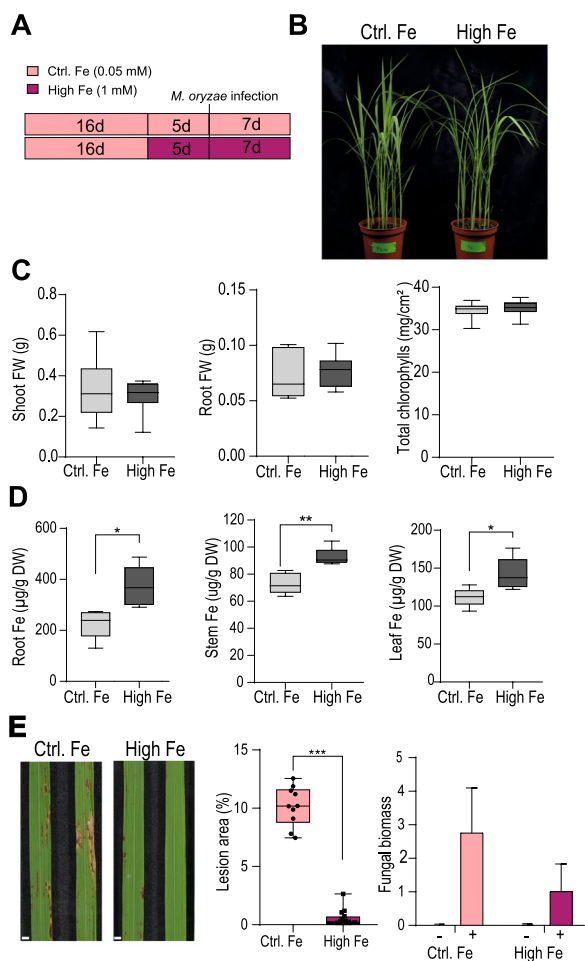 A
Ctrl. Fe (0.05 mM)
High Fe (1 mM)
M. oryzae infection
16d 5d 7d
16d 5d 7d
B
Ctrl. Fe High Fe
C
Shoot FW (g)
0.8
0.6
0.4
0.2
0.0
Ctrl. Fe High Fe
Root FW (g)
0.15
0.10
0.05
0.00
Ctrl. Fe High Fe
Total chlorophylls (mg/cm²)
40
30
20
10
0
Ctrl. Fe High Fe
D
Root Fe (µg/g DW)
600
400
200
0
*
Ctrl. Fe High Fe
Stem Fe (ug/g DW)
120
100
80
60
40
20
0
**
Ctrl. Fe High Fe
Leaf Fe (µg/g DW)
200
150
100
50
0
*
Ctrl. Fe High Fe
E
Ctrl. Fe High Fe
Lesion area (%)
15
10
5
0
***
Ctrl. Fe High Fe
Fungal biomass
5
4
3
2
1
0
- + - +
Ctrl. Fe High Fe